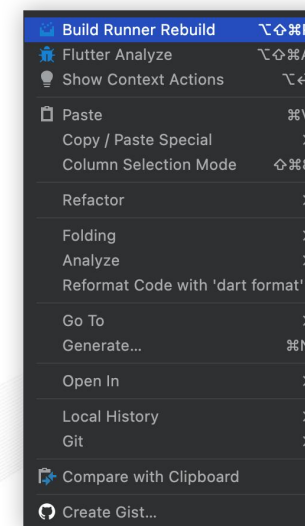 Build Runner Rebuild ⌥⇧⌘
Flutter Analyze ⌥⇧⌘
Show Context Actions ⌥
Paste ⌘
Copy / Paste Special
Column Selection Mode ⇧⌘8
Refactor
Folding
Analyze
Reformat Code with 'dart format'
Go To
Generate... ⌘N
Open In
Local History
Git
Compare with Clipboard
Create Gist...